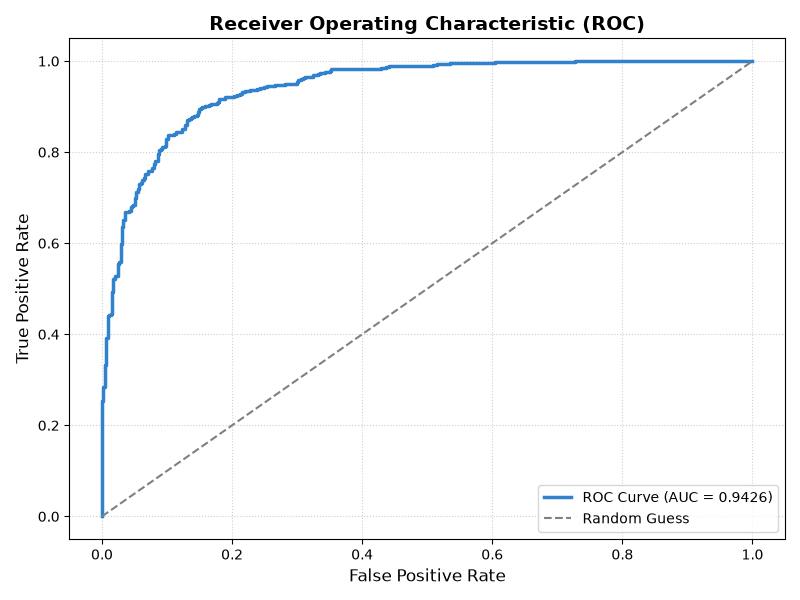 Receiver Operating Characteristic (ROC)
True Positive Rate
1.0
0.8
0.6
0.4
0.2
0.0
0.0 0.2 0.4 0.6 0.8 1.0
False Positive Rate
ROC Curve (AUC = 0.9426)
Random Guess